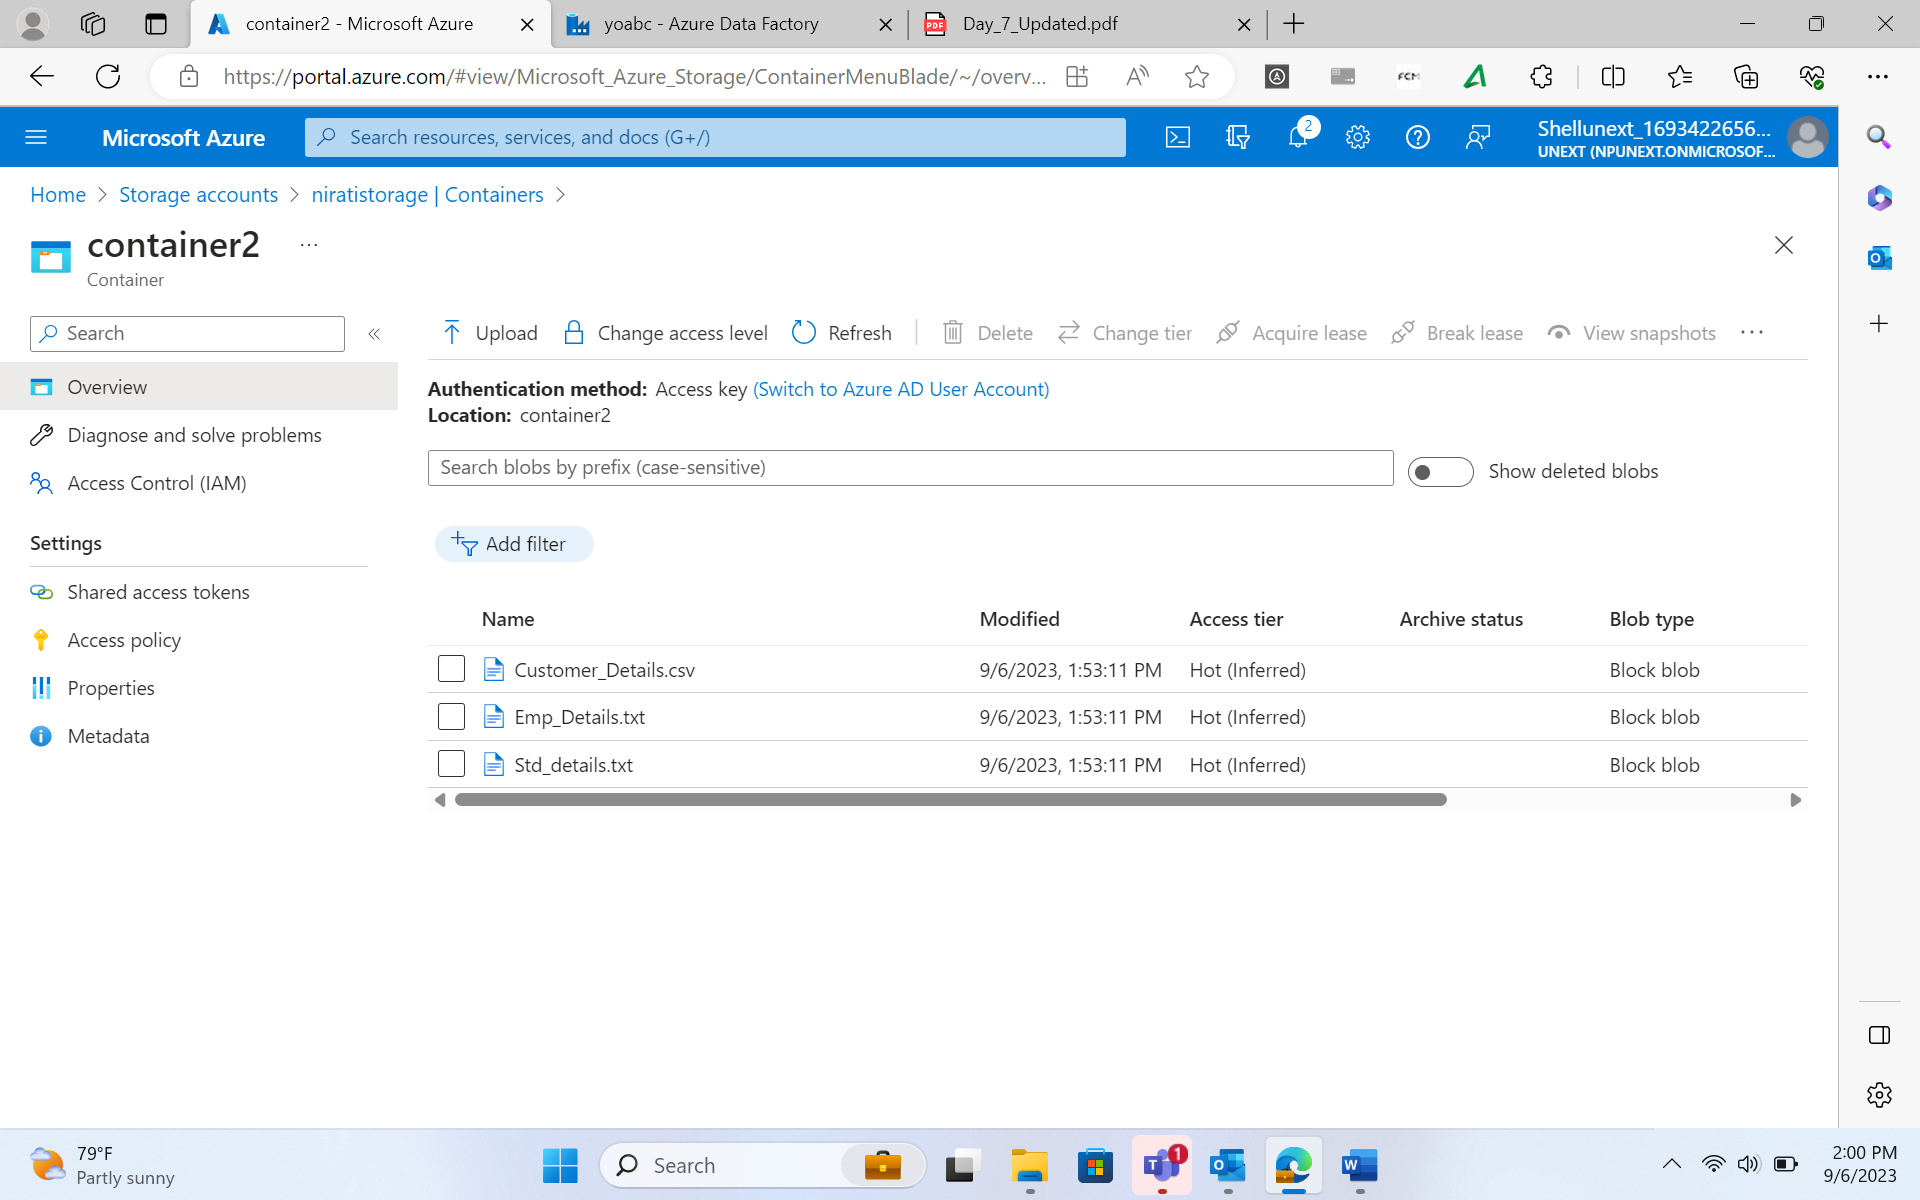 container2 - Microsoft Azure
yoabc - Azure Data Factory
Day_7_Updated.pdf
https://portal.azure.com/#view/Microsoft_Azure_Storage/ContainerMenuBlade/~/overv...
FCM
Microsoft Azure
Search resources, services, and docs (G+/)
2
Shellunext_1693422656...
UNEXT (NPUNEXT.ONMICROSOF...
Home > Storage accounts > niratistorage | Containers >
container2 ...
Container
Search
Overview
Diagnose and solve problems
Access Control (IAM)
Settings
Shared access tokens
Access policy
Properties
Metadata
Upload Change access level Refresh Delete Change tier Acquire lease Break lease View snapshots ...
Authentication method: Access key (Switch to Azure AD User Account)
Location: container2
Search blobs by prefix (case-sensitive)
Show deleted blobs
Add filter
Name Modified Access tier Archive status Blob type
Customer_Details.csv 9/6/2023, 1:53:11 PM Hot (Inferred) Block blob
Emp_Details.txt 9/6/2023, 1:53:11 PM Hot (Inferred) Block blob
Std_details.txt 9/6/2023, 1:53:11 PM Hot (Inferred) Block blob
79°F
Partly sunny
Search
1
2:00 PM
9/6/2023